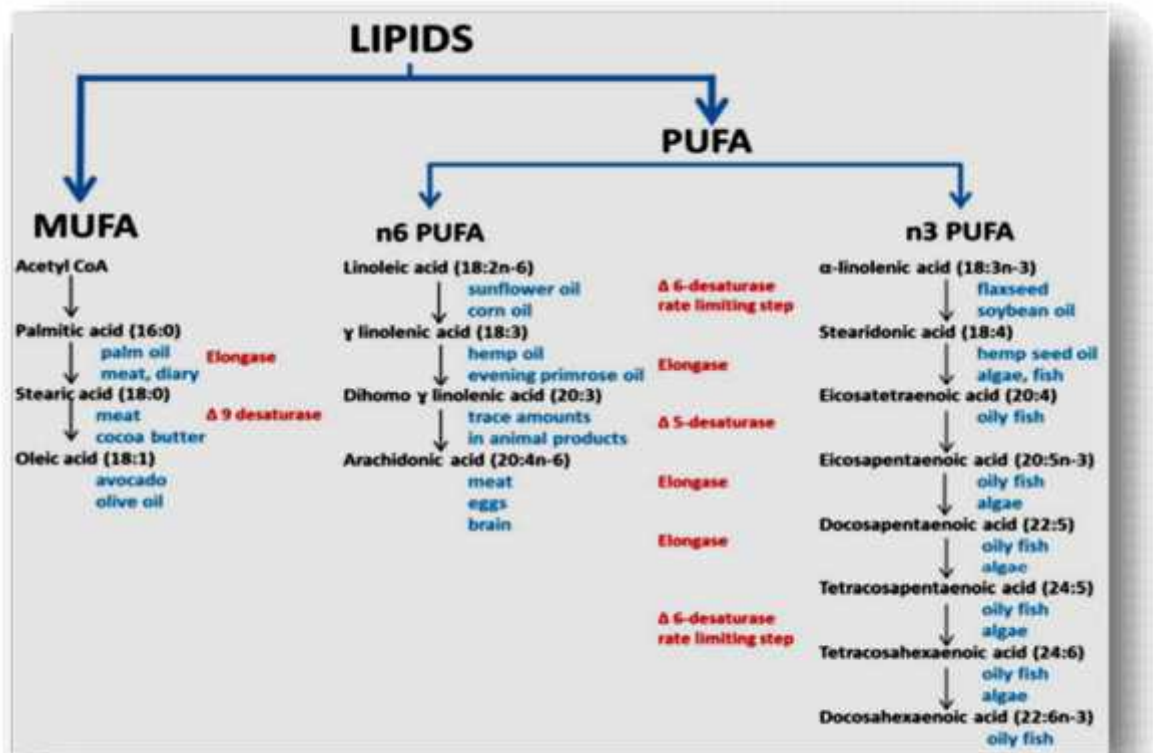 LIPIDS
PUFA
MUFA
Acetyl CoA
Palmitic acid (16:0)
palm oil
meat, diary
Elongase
Stearic acid (18:0)
meat
cocoa butter
Δ 9 desaturase
Oleic acid (18:1)
avocado
olive oil
n6 PUFA
Linoleic acid (18:2n-6)
sunflower oil
corn oil
γ linolenic acid (18:3)
hemp oil
evening primrose oil
Dihomo γ linolenic acid (20:3)
trace amounts
in animal products
Arachidonic acid (20:4n-6)
meat
eggs
brain
Δ 6-desaturase
rate limiting step
Elongase
Δ 5-desaturase
Elongase
Elongase
Δ 6-desaturase
rate limiting step
n3 PUFA
α-linolenic acid (18:3n-3)
flaxseed
soybean oil
Stearidonic acid (18:4)
hemp seed oil
algae, fish
Eicosatetraenoic acid (20:4)
oily fish
Eicosapentaenoic acid (20:5n-3)
oily fish
algae
Docosapentaenoic acid (22:5)
oily fish
algae
Tetracosapentaenoic acid (24:5)
oily fish
algae
Tetracosahexaenoic acid (24:6)
oily fish
algae
Docosahexaenoic acid (22:6n-3)
oily fish